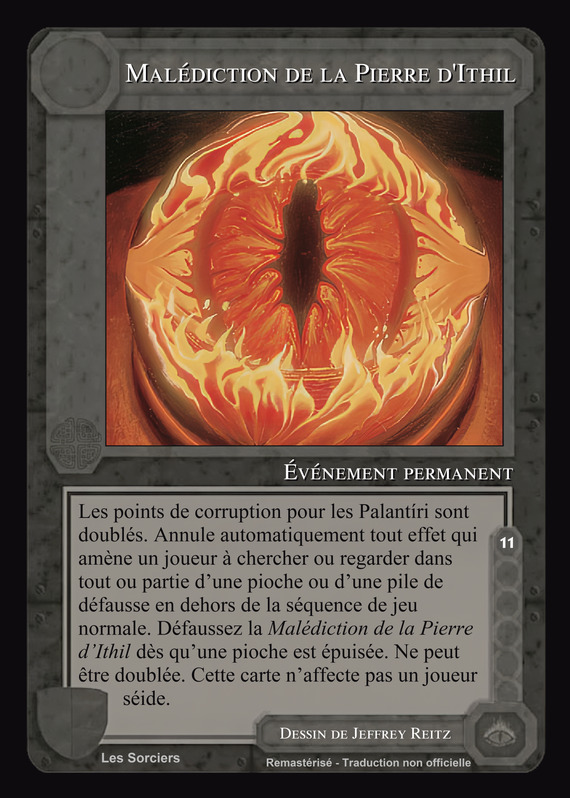 Malédiction de la Pierre d'Ithil
Événement permanent
Les points de corruption pour les Palantíri sont
doublés. Annule automatiquement tout effet qui
amène un joueur à chercher ou regarder dans
tout ou partie d’une pioche ou d’une pile de
défausse en dehors de la séquence de jeu
normale. Défaussez la Malédiction de la Pierre
d’Ithil dès qu’une pioche est épuisée. Ne peut
être doublée. Cette carte n’affecte pas un joueur
séide.
11
Dessin de Jeffrey Reitz
Les Sorciers
Remastérisé - Traduction non officielle